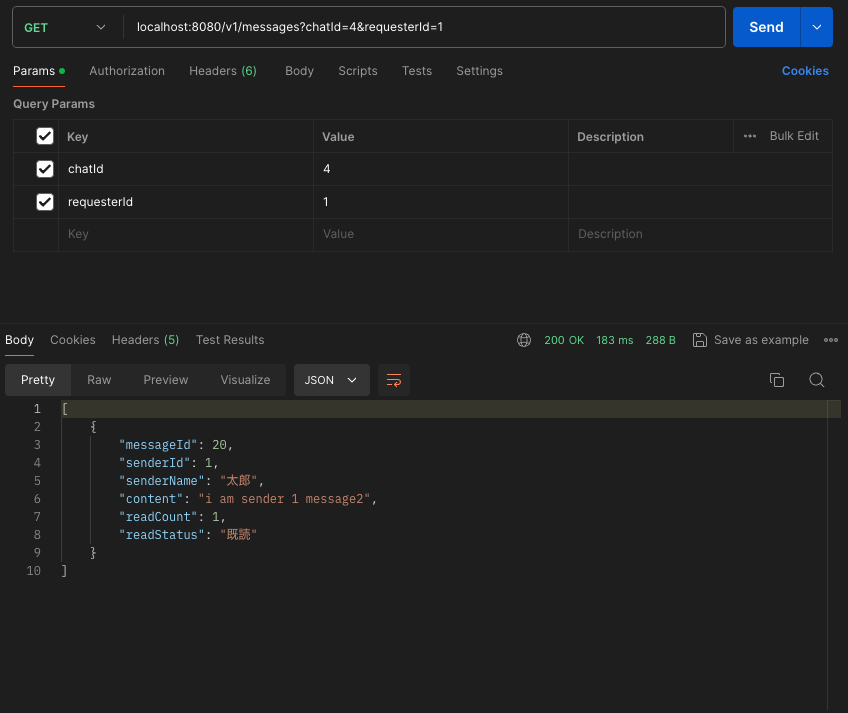 GET localhost:8080/v1/messages?chatId=4&requesterId=1 Send
Params Authorization Headers (6) Body Scripts Tests Settings Cookies
Query Params
Key Value Description ••• Bulk Edit
chatId 4
requesterId 1
Key Value Description
Body Cookies Headers (5) Test Results 200 OK 183 ms 288 B Save as example •••
Pretty Raw Preview Visualize JSON
1 [
2 {
3 "messageId": 20,
4 "senderId": 1,
5 "senderName": "太郎",
6 "content": "i am sender 1 message2",
7 "readCount": 1,
8 "readStatus": "既読"
9 }
10 ]